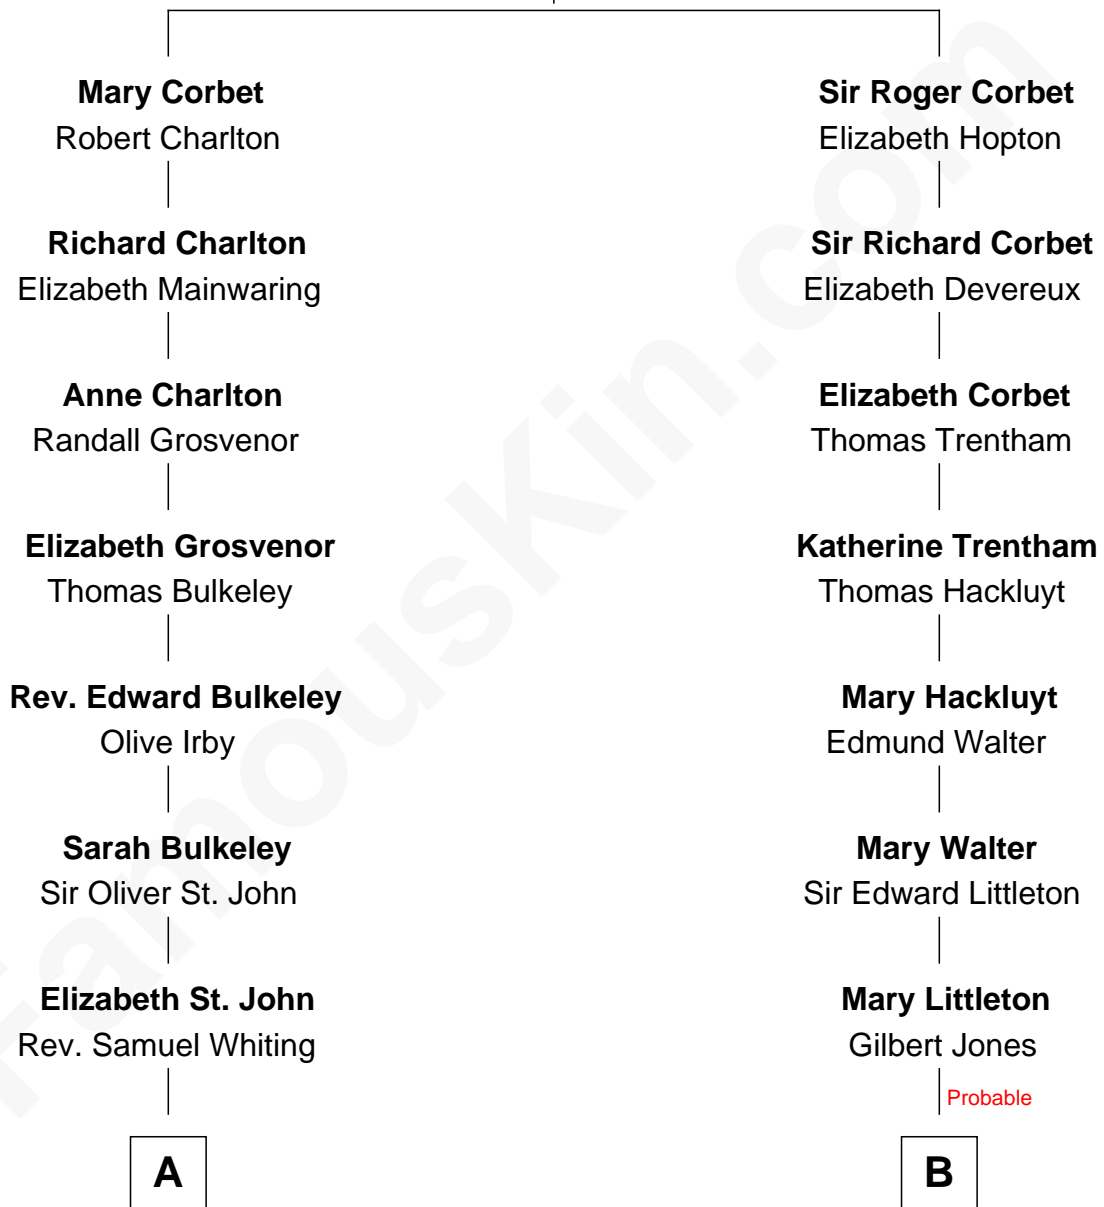 Mary Corbet
Robert Charlton
Richard Charlton
Elizabeth Mainwaring
Anne Charlton
Randall Grosvenor
Elizabeth Grosvenor
Thomas Bulkeley
Rev. Edward Bulkeley
Olive Irby
Sarah Bulkeley
Sir Oliver St. John
Elizabeth St. John
Rev. Samuel Whiting
A
Sir Roger Corbet
Elizabeth Hopton
Sir Richard Corbet
Elizabeth Devereux
Elizabeth Corbet
Thomas Trentham
Katherine Trentham
Thomas Hackluyt
Mary Hackluyt
Edmund Walter
Mary Walter
Sir Edward Littleton
Mary Littleton
Gilbert Jones
Probable
B
FamousKin.com